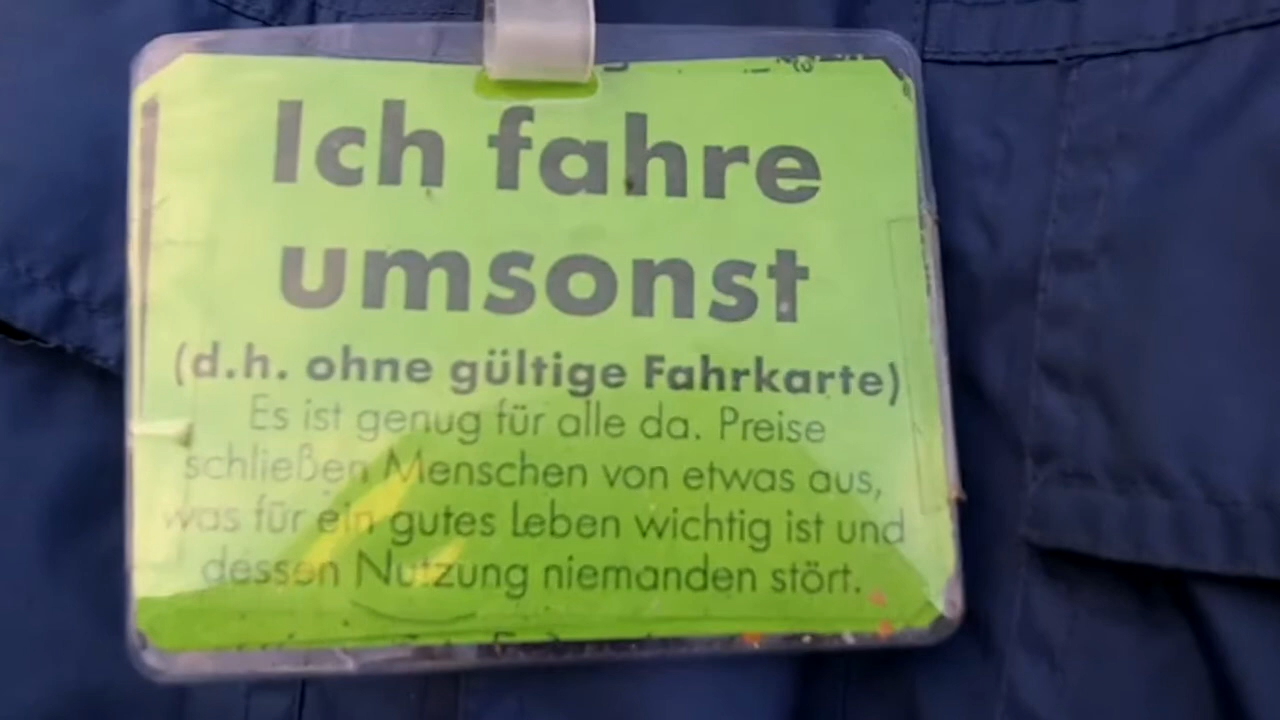 Ich fahre
umsonst
(d.h. ohne gültige Fahrkarte)
Es ist genug für alle da. Preise
schließen Menschen von etwas aus,
was für ein gutes Leben wichtig ist und
dessen Nutzung niemanden stört.